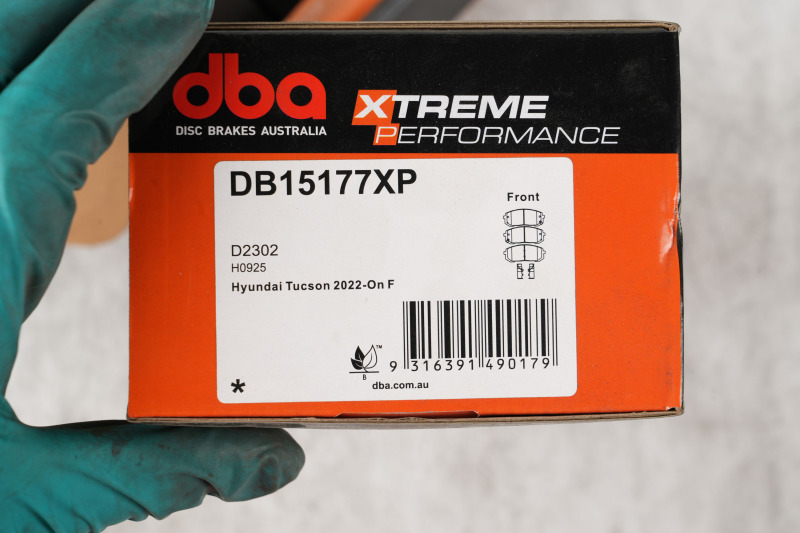 dba
DISC BRAKES AUSTRALIA
XTREME
PERFORMANCE
DB15177XP
Front
D2302
H0925
Hyundai Tucson 2022-On F
™
B
9 316391 490179
*
dba.com.au